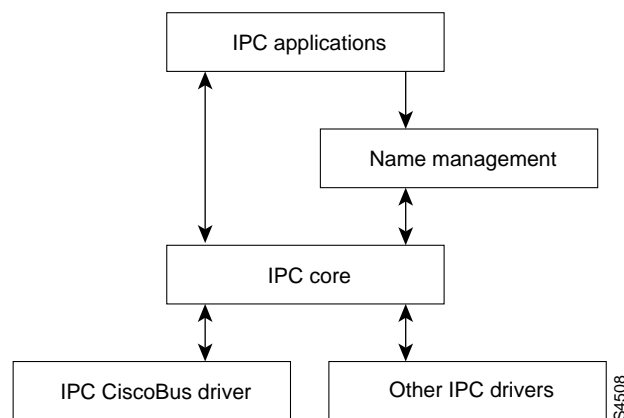 IPC applications
Name management
IPC core
IPC CiscoBus driver
Other IPC drivers
S4508